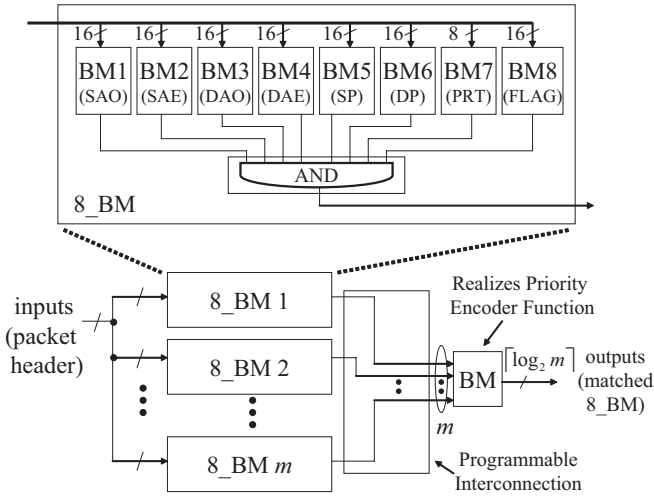 16 16 16 16 16 16 8 16
BM1 BM2 BM3 BM4 BM5 BM6 BM7 BM8
(SAO) (SAE) (DAO) (DAE) (SP) (DP) (PRT) (FLAG)
AND
8_BM
inputs
(packet
header)
8_BM 1
8_BM 2
8_BM m
Realizes Priority
Encoder Function
BM
⌈log₂ m⌉
outputs
(matched
8_BM)
m
Programmable
Interconnection